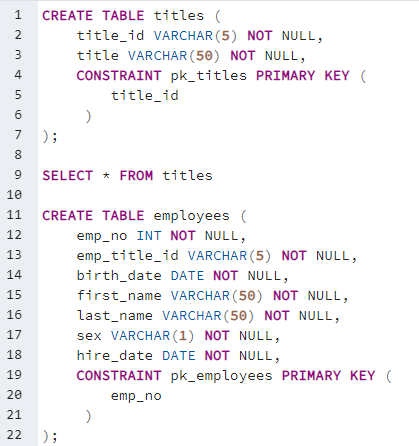 1 CREATE TABLE titles (
2 title_id VARCHAR(5) NOT NULL,
3 title VARCHAR(50) NOT NULL,
4 CONSTRAINT pk_titles PRIMARY KEY (
5 title_id
6 )
7 );
8
9 SELECT * FROM titles
10
11 CREATE TABLE employees (
12 emp_no INT NOT NULL,
13 emp_title_id VARCHAR(5) NOT NULL,
14 birth_date DATE NOT NULL,
15 first_name VARCHAR(50) NOT NULL,
16 last_name VARCHAR(50) NOT NULL,
17 sex VARCHAR(1) NOT NULL,
18 hire_date DATE NOT NULL,
19 CONSTRAINT pk_employees PRIMARY KEY (
20 emp_no
21 )
22 );